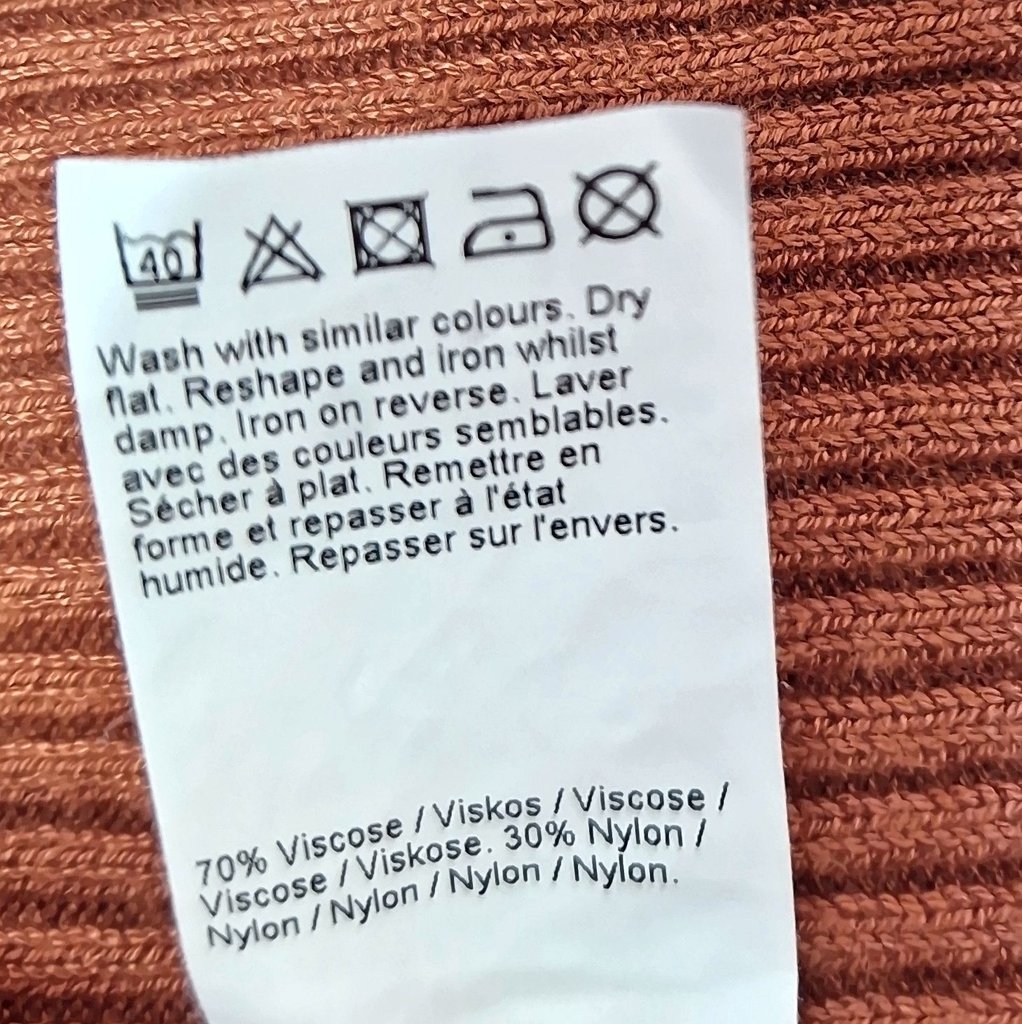 40
Wash with similar colours. Dry
flat. Reshape and iron whilst
damp. Iron on reverse. Laver
avec des couleurs semblables.
Sécher à plat. Remettre en
forme et repasser à l'état
humide. Repasser sur l'envers.
70% Viscose / Viskos / Viscose /
Viscose / Viskose. 30% Nylon /
Nylon / Nylon / Nylon / Nylon.